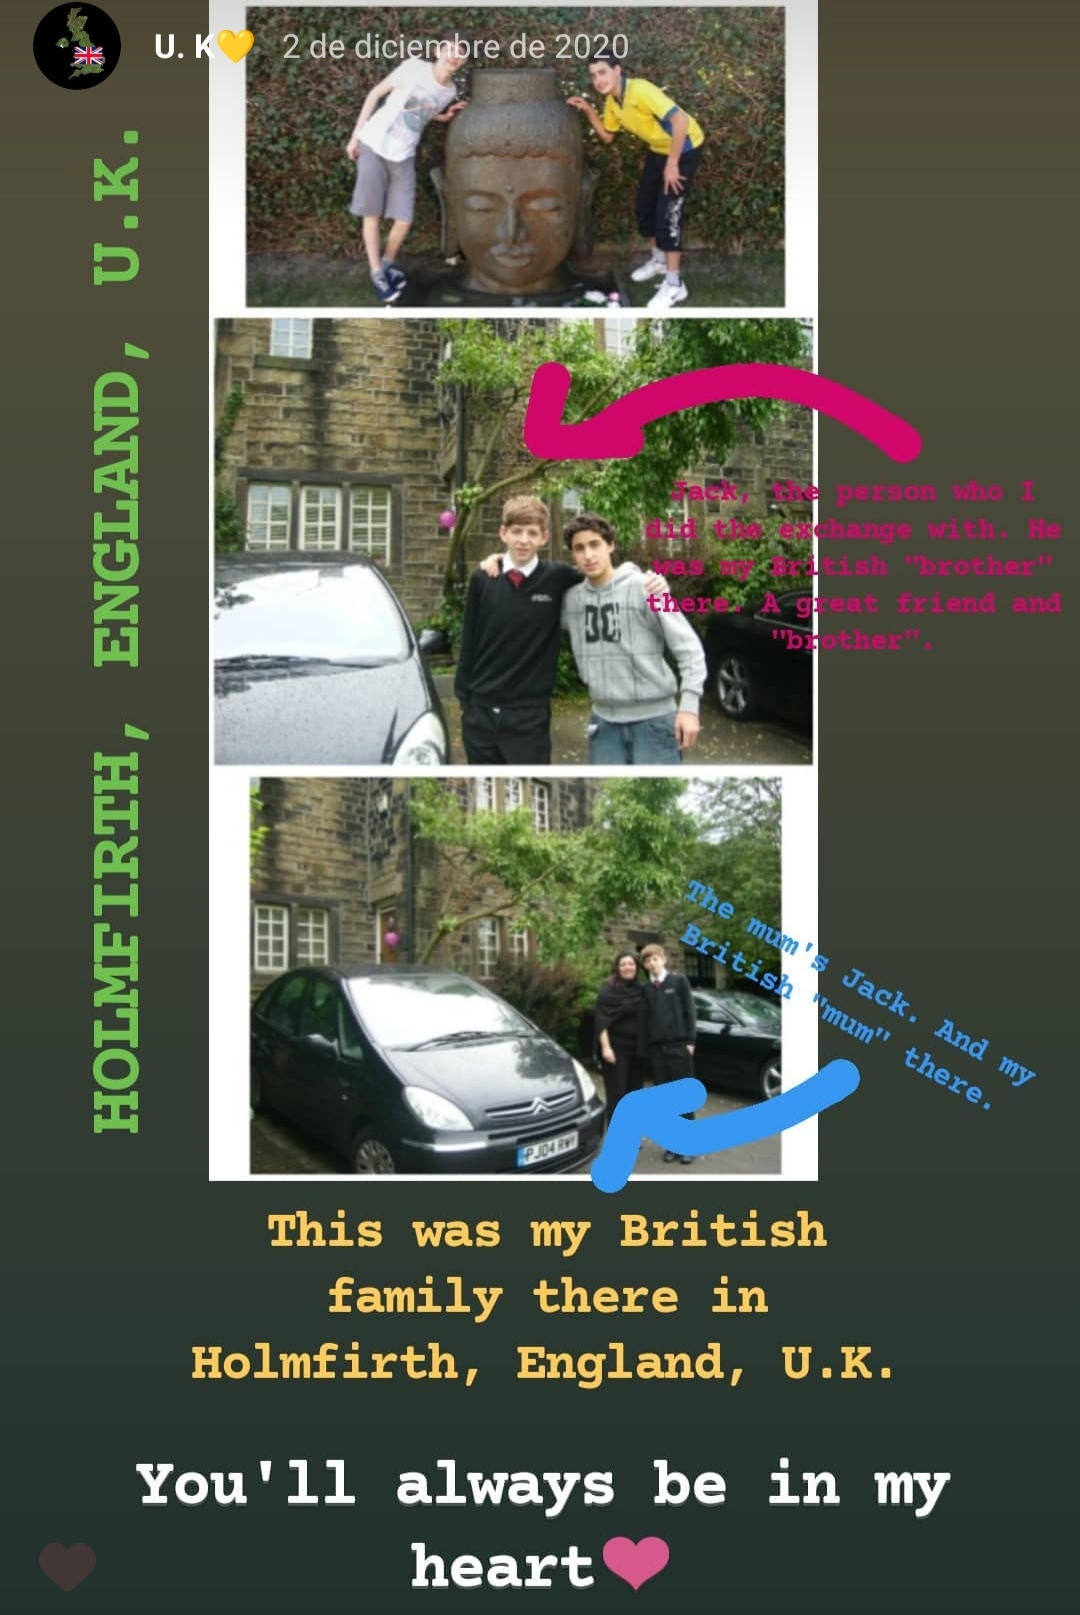 U. K💛 2 de diciembre de 2020
HOLMFIRTH, ENGLAND, U.K.
Jack, the person who I
did the exchange with. He
was my British "brother"
there. A great friend and
"brother".
DC
The mum's Jack. And my
British "mum" there.
PJ04 RWY
This was my British
family there in
Holmfirth, England, U.K.
You'll always be in my
heart❤